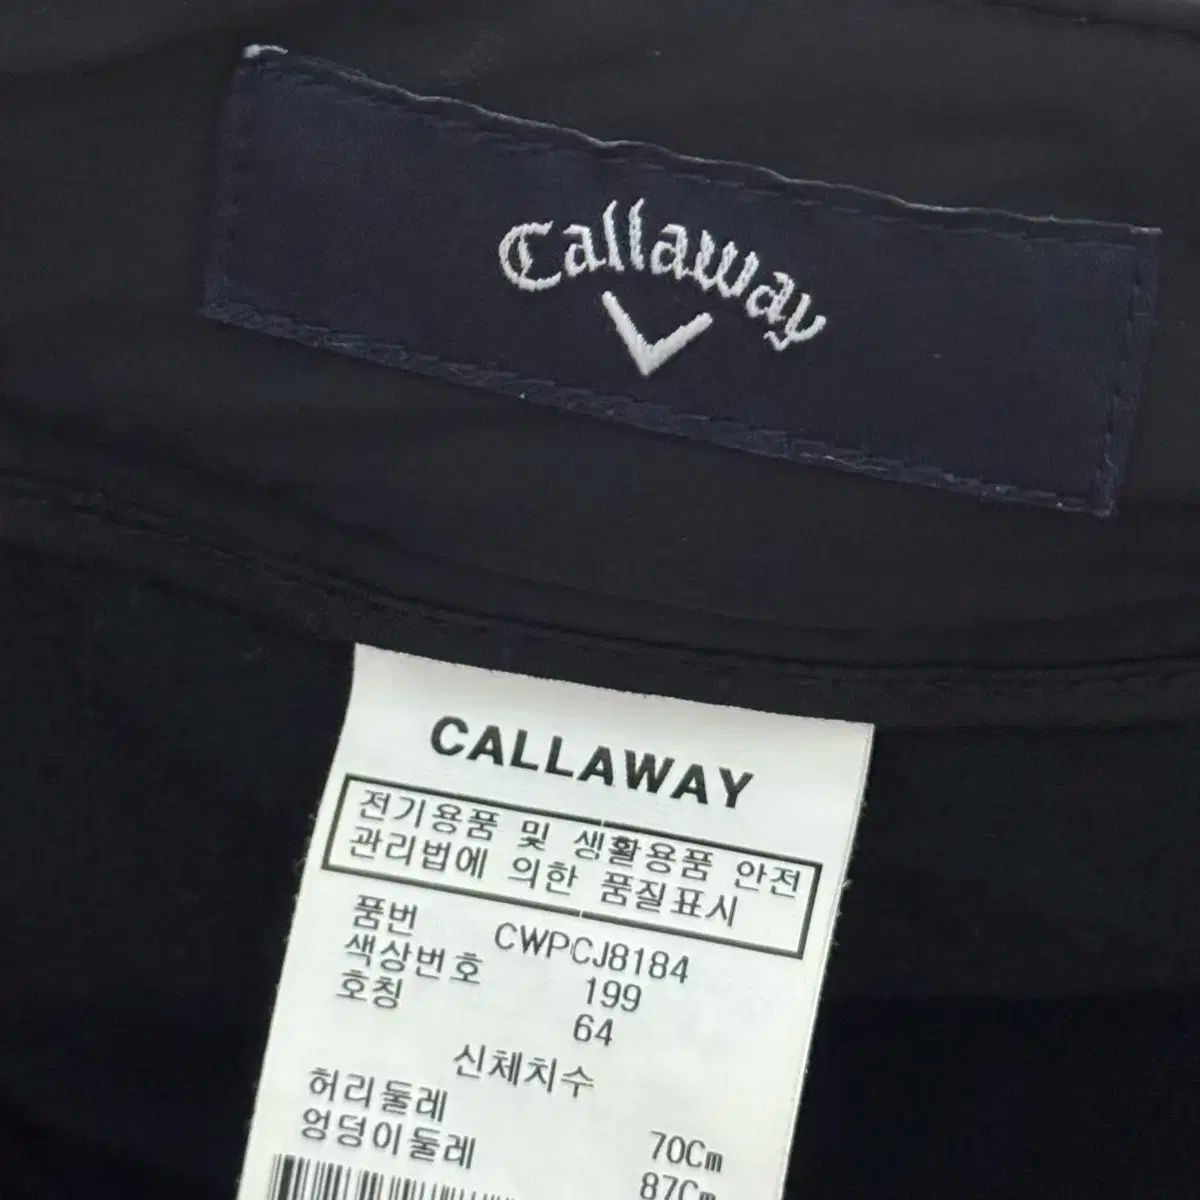 Callaway
CALLAWAY
전기용품 및 생활용품 안전
관리법에 의한 품질표시
품번 CWPCJ8184
색상번호 199
호칭 64
신체치수
허리둘레 70Cm
엉덩이둘레 87Cm